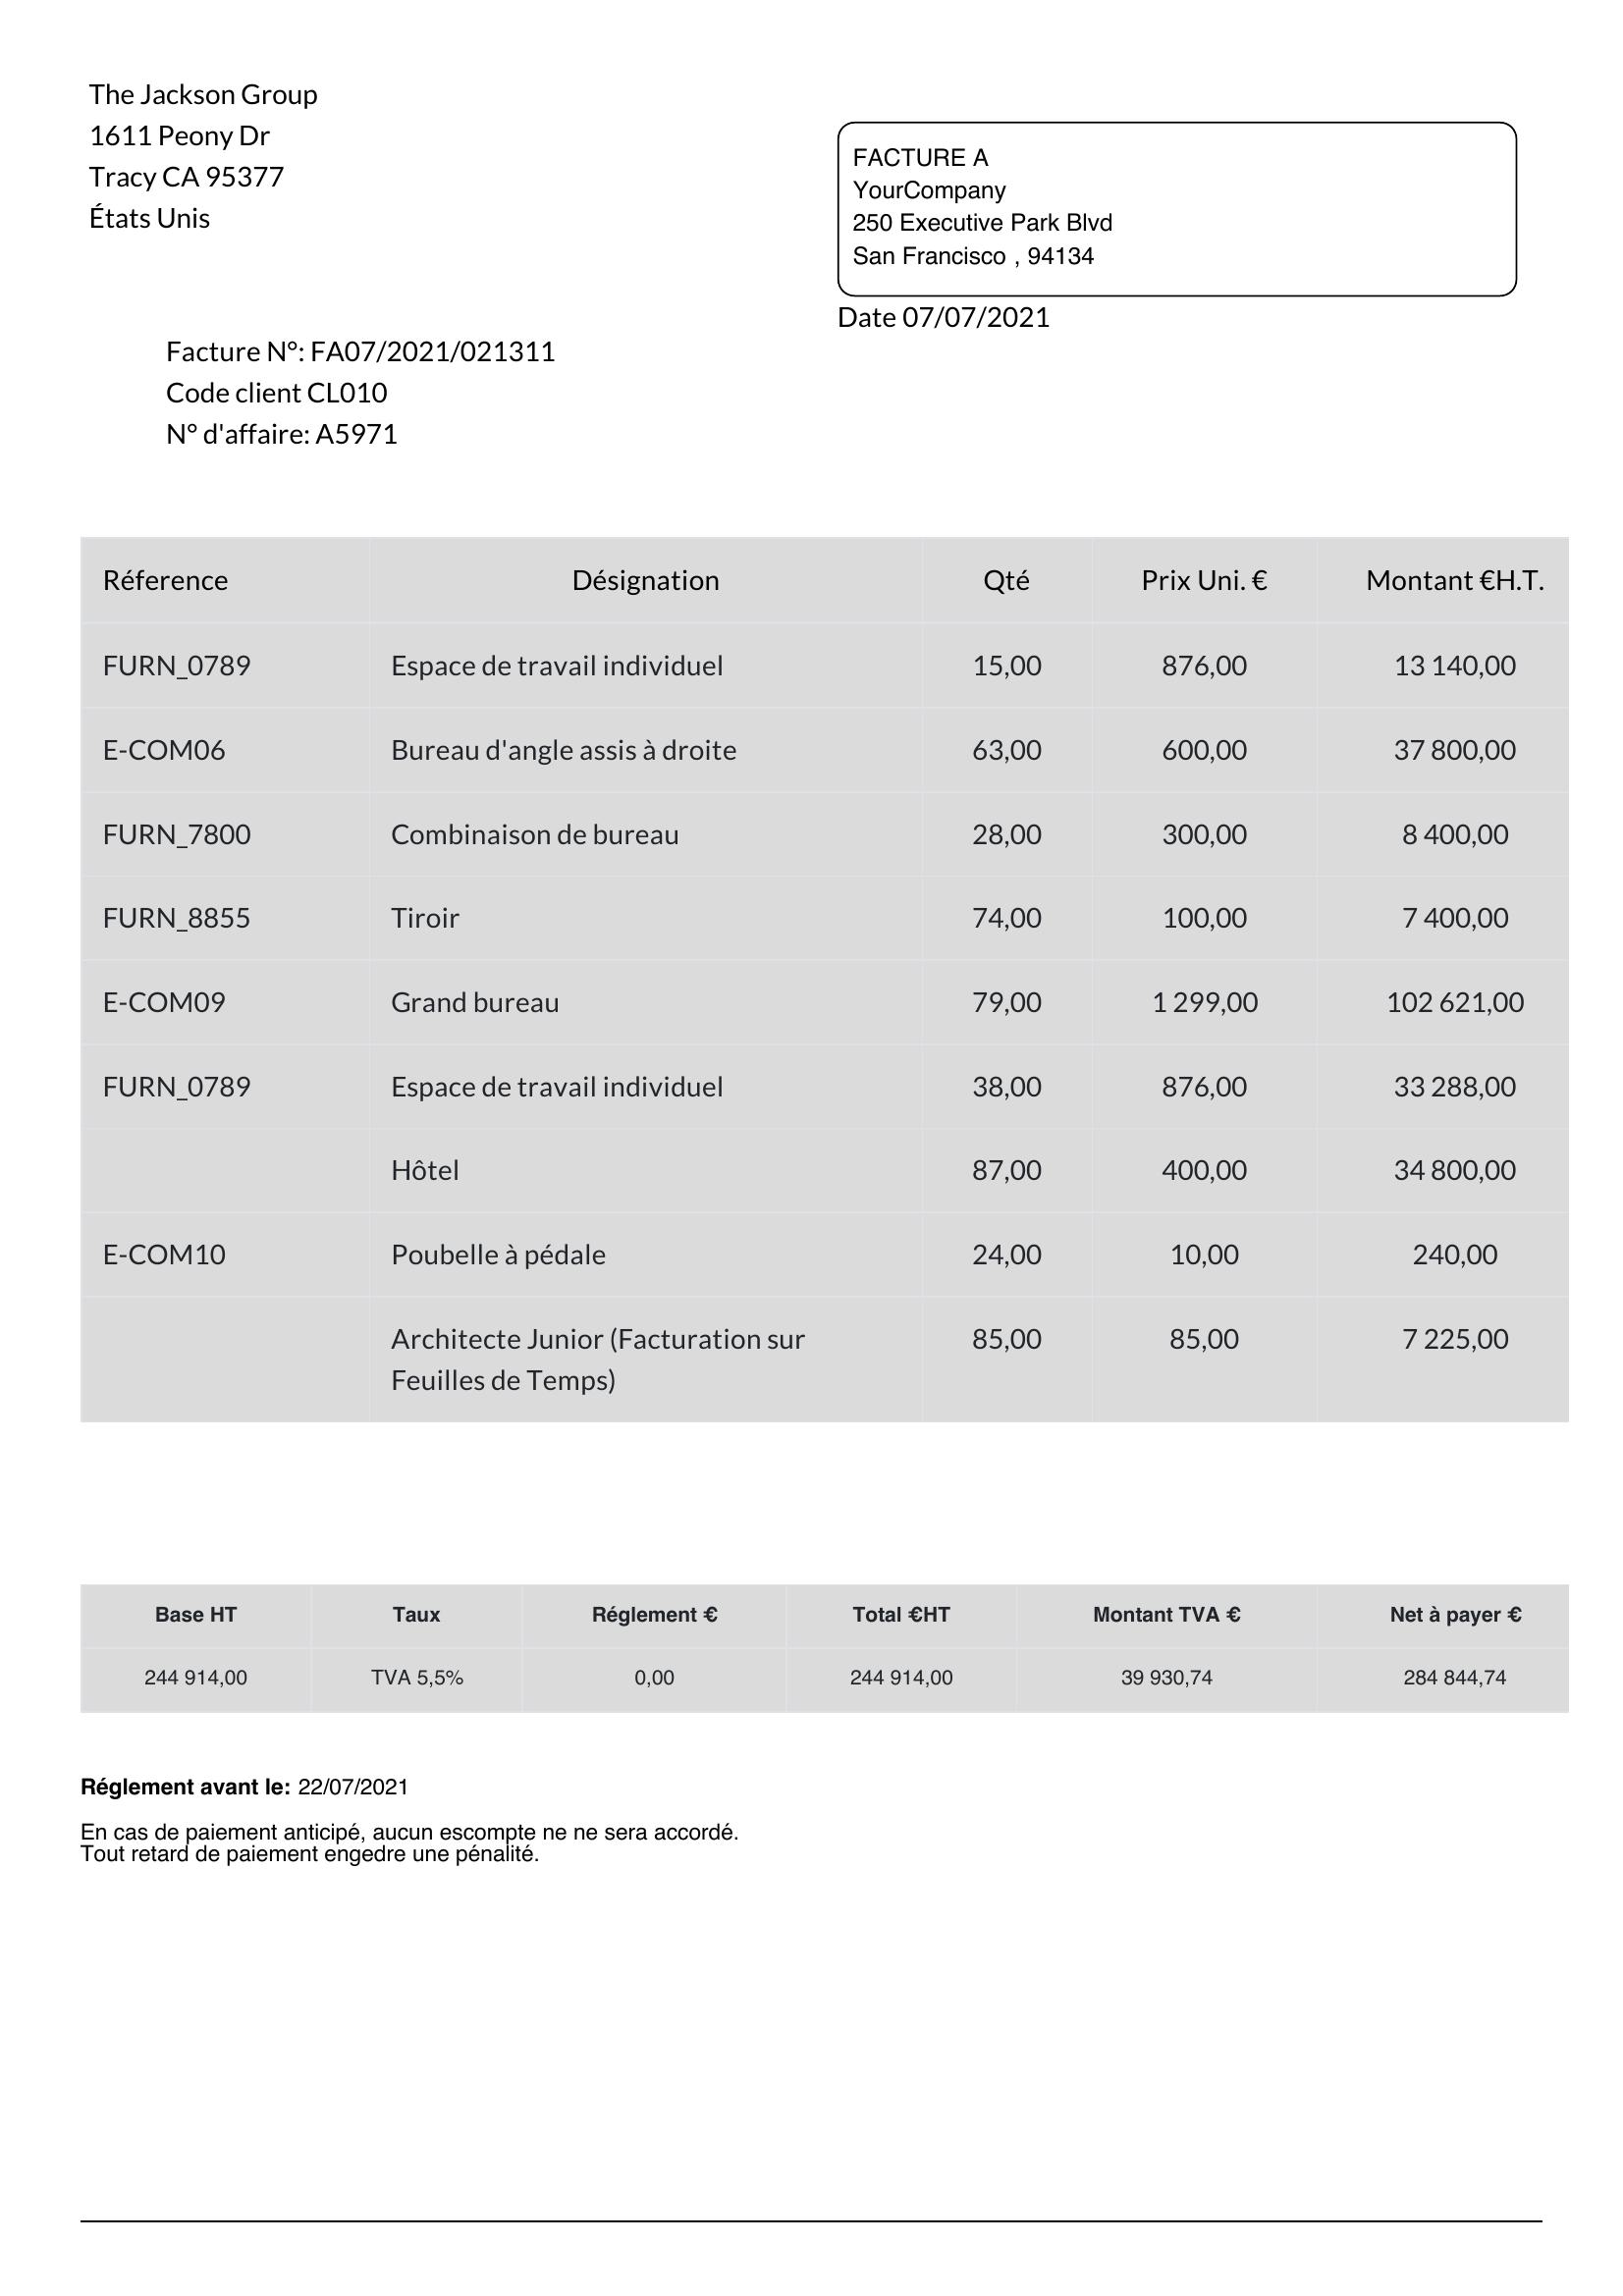 The Jackson Group
1611 Peony Dr
Tracy CA 95377
États Unis
FACTURE A
YourCompany
250 Executive Park Blvd
San Francisco , 94134
Date 07/07/2021
Facture N°: FA07/2021/021311
Code client CL010
N° d'affaire: A5971
Réference Désignation Qté Prix Uni. € Montant €H.T.
FURN_0789 Espace de travail individuel 15,00 876,00 13 140,00
E-COM06 Bureau d'angle assis à droite 63,00 600,00 37 800,00
FURN_7800 Combinaison de bureau 28,00 300,00 8 400,00
FURN_8855 Tiroir 74,00 100,00 7 400,00
E-COM09 Grand bureau 79,00 1 299,00 102 621,00
FURN_0789 Espace de travail individuel 38,00 876,00 33 288,00
Hôtel 87,00 400,00 34 800,00
E-COM10 Poubelle à pédale 24,00 10,00 240,00
Architecte Junior (Facturation sur 85,00 85,00 7 225,00
Feuilles de Temps)
Base HT Taux Réglement € Total €HT Montant TVA € Net à payer €
244 914,00 TVA 5,5% 0,00 244 914,00 39 930,74 284 844,74
Réglement avant le: 22/07/2021
En cas de paiement anticipé, aucun escompte ne ne sera accordé.
Tout retard de paiement engedre une pénalité.